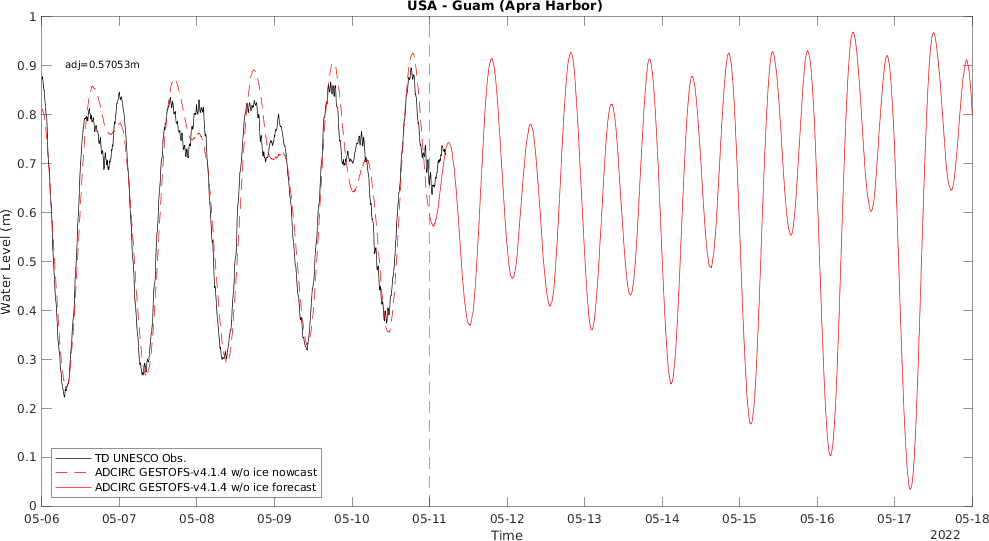 USA - Guam (Apra Harbor)
1
0.9
0.8
0.7
0.6
0.5
0.4
0.3
0.2
0.1
0
Water Level (m)
adj=0.57053m
TD UNESCO Obs.
ADCIRC GESTOFS-v4.1.4 w/o ice nowcast
ADCIRC GESTOFS-v4.1.4 w/o ice forecast
05-06 05-07 05-08 05-09 05-10 05-11 05-12 05-13 05-14 05-15 05-16 05-17 05-18
Time
2022